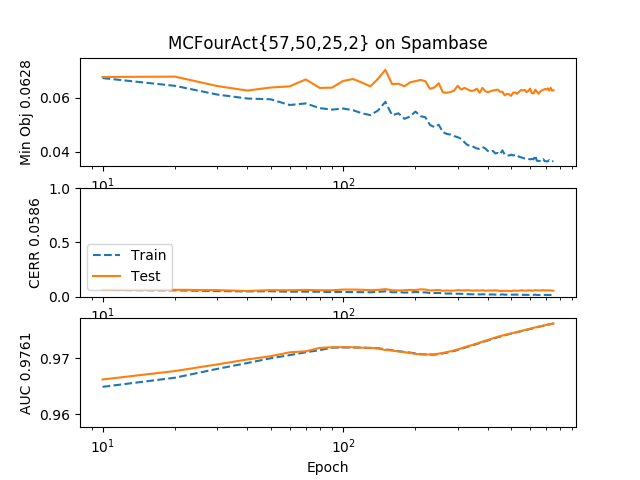 MCFourAct{57,50,25,2} on Spambase
Min Obj 0.0628
0.06
0.04
10¹ 10²
CERR 0.0586
1.0
0.5
0.0
Train
Test
10¹ 10²
AUC 0.9761
0.97
0.96
10¹ 10²
Epoch